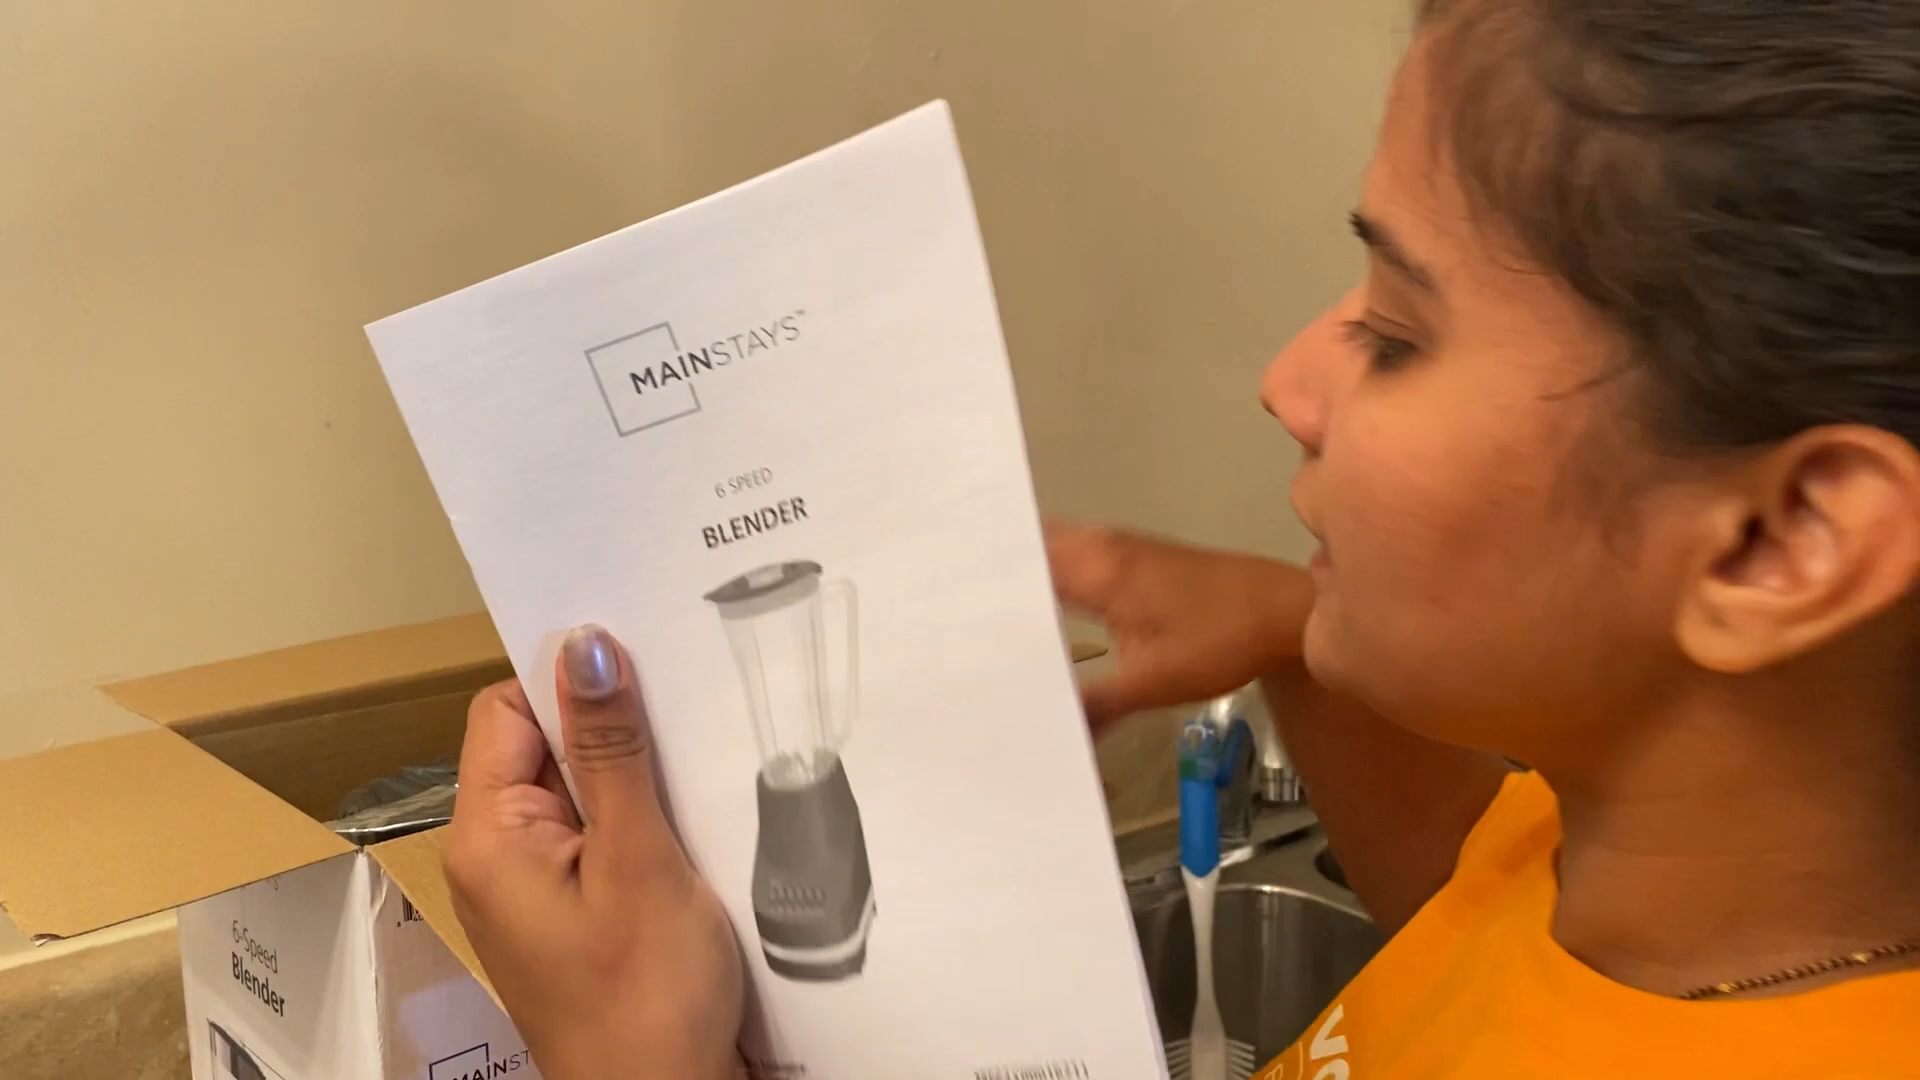 MAINSTAYS™
6 SPEED
BLENDER
6-Speed
Blender
MAINST